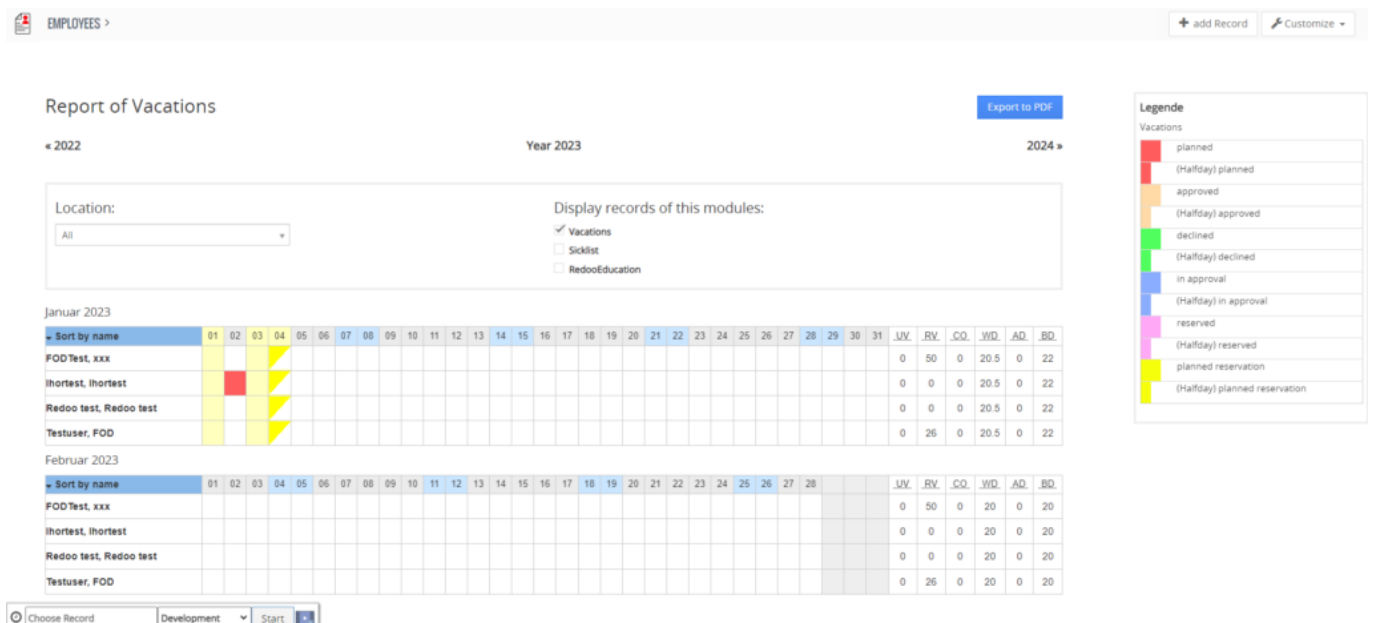 EMPLOYEES >
add Record
Customize
Report of Vacations
Export to PDF
« 2022
Year 2023
2024 »
Location:
All
Display records of this modules:
Vacations
Sicklist
RedooEducation
Januar 2023
Sort by name 01 02 03 04 05 06 07 08 09 10 11 12 13 14 15 16 17 18 19 20 21 22 23 24 25 26 27 28 29 30 31 UV RV CO WD AD BD
FODTest, xxx 0 50 0 20.5 0 22
Ihortest, Ihortest 0 0 0 20.5 0 22
Redoo test, Redoo test 0 0 0 20.5 0 22
Testuser, FOD 0 26 0 20.5 0 22
Februar 2023
Sort by name 01 02 03 04 05 06 07 08 09 10 11 12 13 14 15 16 17 18 19 20 21 22 23 24 25 26 27 28 UV RV CO WD AD BD
FODTest, xxx 0 50 0 20 0 20
Ihortest, Ihortest 0 0 0 20 0 20
Redoo test, Redoo test 0 0 0 20 0 20
Testuser, FOD 0 26 0 20 0 20
Choose Record
Development
Start
Legende
Vacations
planned
(Halfday) planned
approved
(Halfday) approved
declined
(Halfday) declined
in approval
(Halfday) in approval
reserved
(Halfday) reserved
planned reservation
(Halfday) planned reservation